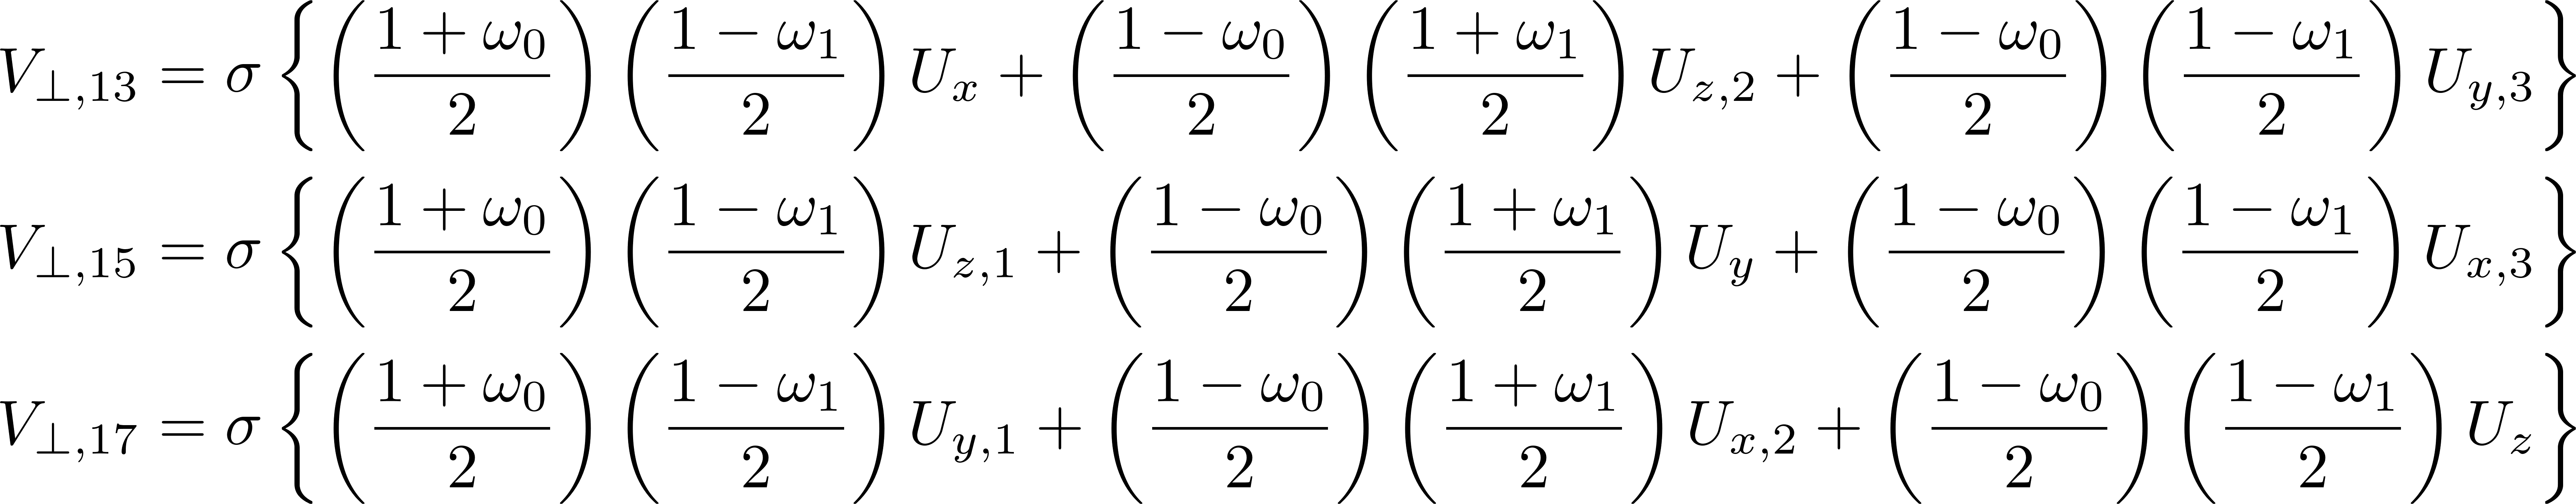 V_{\perp,13} = \sigma \left\{ \left( \frac{1+\omega_0}{2} \right) \left( \frac{1-\omega_1}{2} \right) U_x + \left( \frac{1-\omega_0}{2} \right) \left( \frac{1+\omega_1}{2} \right) U_{z,2} + \left( \frac{1-\omega_0}{2} \right) \left( \frac{1-\omega_1}{2} \right) U_{y,3} \right\}
V_{\perp,15} = \sigma \left\{ \left( \frac{1+\omega_0}{2} \right) \left( \frac{1-\omega_1}{2} \right) U_{z,1} + \left( \frac{1-\omega_0}{2} \right) \left( \frac{1+\omega_1}{2} \right) U_y + \left( \frac{1-\omega_0}{2} \right) \left( \frac{1-\omega_1}{2} \right) U_{x,3} \right\}
V_{\perp,17} = \sigma \left\{ \left( \frac{1+\omega_0}{2} \right) \left( \frac{1-\omega_1}{2} \right) U_{y,1} + \left( \frac{1-\omega_0}{2} \right) \left( \frac{1+\omega_1}{2} \right) U_{x,2} + \left( \frac{1-\omega_0}{2} \right) \left( \frac{1-\omega_1}{2} \right) U_z \right\}